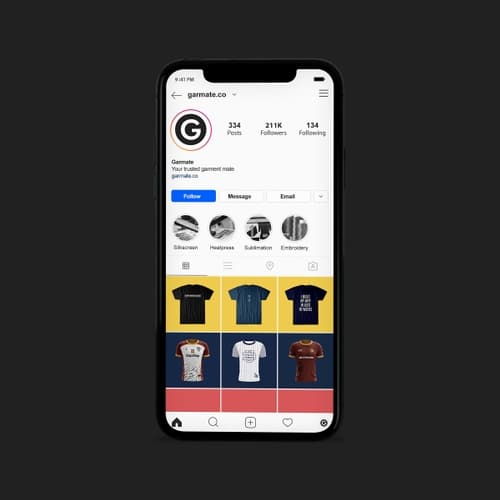 9:41 PM
garmate.co
G
334 211K 134
Posts Followers Following
Garmate
Your trusted garment mate
garmate.co
Follow Message Email
Silkscreen Heatpress Sublimation Embroidery
G